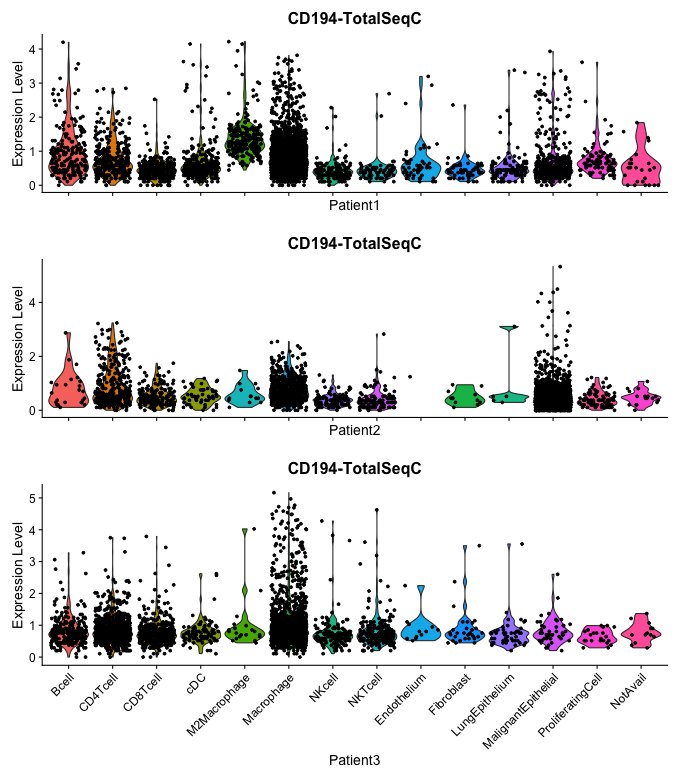 CD194-TotalSeqC
Expression Level
4
3
2
1
0
Patient1
CD194-TotalSeqC
Expression Level
4
2
0
Patient2
CD194-TotalSeqC
Expression Level
5
4
3
2
1
0
Bcell
CD4Tcell
CD8Tcell
cDC
M2Macrophage
Macrophage
NKcell
NKTcell
Endothelium
Fibroblast
LungEpithelium
MalignantEpithelial
ProliferatingCell
NotAvail
Patient3